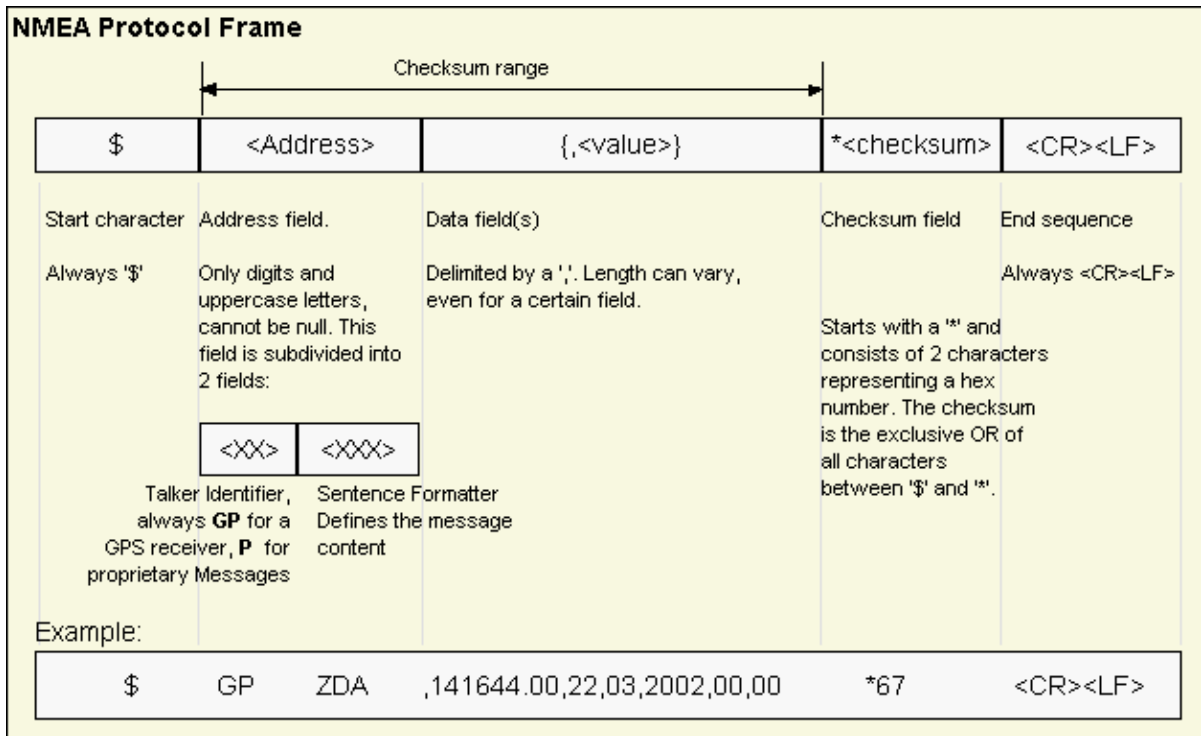 NMEA Protocol Frame
Checksum range
$ <Address> {,<value>} *<checksum> <CR><LF>
Start character
Always '$'
Address field.
Only digits and
uppercase letters,
cannot be null. This
field is subdivided into
2 fields:
<XX> <XXX>
Talker Identifier,
always GP for a
GPS receiver, P for
proprietary Messages
Sentence Formatter
Defines the message
content
Data field(s)
Delimited by a ','. Length can vary,
even for a certain field.
Checksum field
Starts with a '*' and
consists of 2 characters
representing a hex
number. The checksum
is the exclusive OR of
all characters
between '$' and '*'.
End sequence
Always <CR><LF>
Example:
$ GP ZDA ,141644.00,22,03,2002,00,00 *67 <CR><LF>